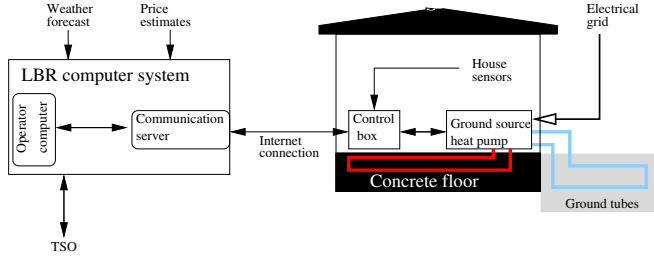 Weather
forecast
Price
estimates
Electrical
grid
LBR computer system
House
sensors
Operator
computer
Communication
server
Control
box
Ground source
heat pump
Internet
connection
Concrete floor
Ground tubes
TSO